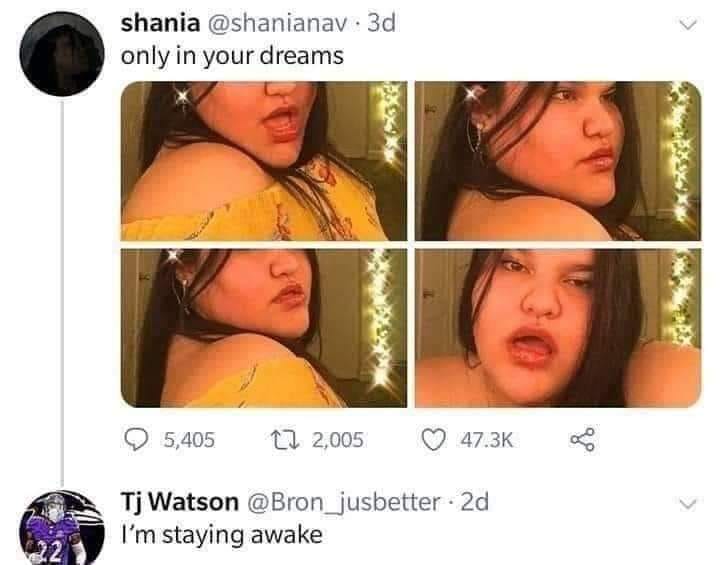 shania @shanianav · 3d
only in your dreams
5,405 2,005 47.3K
Tj Watson @Bron_jusbetter · 2d
I'm staying awake
22